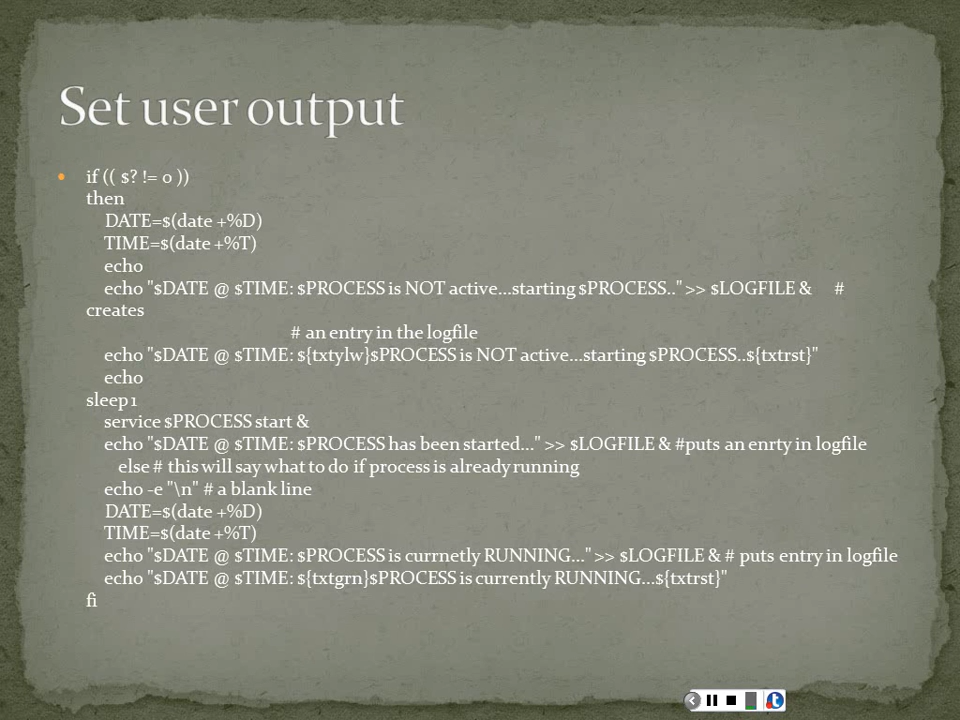 Set user output
if (( $? != 0 ))
then
DATE=$(date +%D)
TIME=$(date +%T)
echo
echo "$DATE @ $TIME: $PROCESS is NOT active...starting $PROCESS.." >> $LOGFILE & #
creates
# an entry in the logfile
echo "$DATE @ $TIME: ${txtylw}$PROCESS is NOT active...starting $PROCESS..${txtrst}"
echo
sleep 1
service $PROCESS start &
echo "$DATE @ $TIME: $PROCESS has been started..." >> $LOGFILE & #puts an enrty in logfile
else # this will say what to do if process is already running
echo -e "\n" # a blank line
DATE=$(date +%D)
TIME=$(date +%T)
echo "$DATE @ $TIME: $PROCESS is currnetly RUNNING..." >> $LOGFILE & # puts entry in logfile
echo "$DATE @ $TIME: ${txtgrn}$PROCESS is currently RUNNING...${txtrst}"
fi